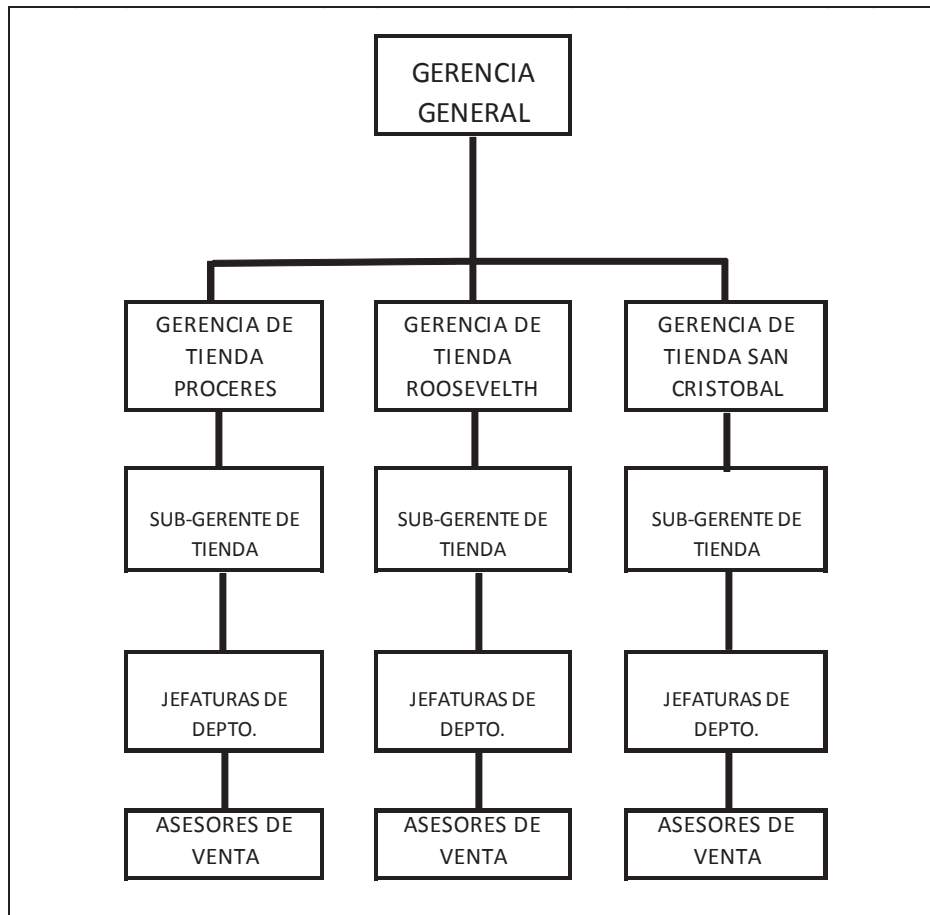 GERENCIA
GENERAL
GERENCIA DE
TIENDA
PROCERES
GERENCIA DE
TIENDA
ROOSEVELTH
GERENCIA DE
TIENDA SAN
CRISTOBAL
SUB-GERENTE DE
TIENDA
SUB-GERENTE DE
TIENDA
SUB-GERENTE DE
TIENDA
JEFATURAS DE
DEPTO.
JEFATURAS DE
DEPTO.
JEFATURAS DE
DEPTO.
ASESORES DE
VENTA
ASESORES DE
VENTA
ASESORES DE
VENTA